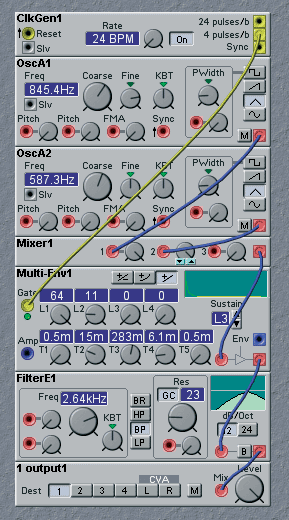 ClkGen1
Rate
24 pulses/b
Reset
24 BPM
On
4 pulses/b
Slv
Sync
OscA1
PWidth
Freq
Coarse
Fine
KBT
845.4Hz
Slv
Pitch
Pitch
FMA
Sync
M
OscA2
PWidth
Freq
Coarse
Fine
KBT
587.3Hz
Slv
Pitch
Pitch
FMA
Sync
M
Mixer1
1
2
3
Multi-Env1
Gate
64
11
0
0
L1
L2
L3
L4
Sustain
L3
Amp
0.5m
15m
283m
6.1m
0.5m
Env
T1
T2
T3
T4
T5
FilterE1
Freq
2.64kHz
Res
GC
23
BR
HP
BP
LP
KBT
dB/Oct
12
24
B
1 output1
CVA
Dest
1
2
3
4
L
R
M
Mix
Level